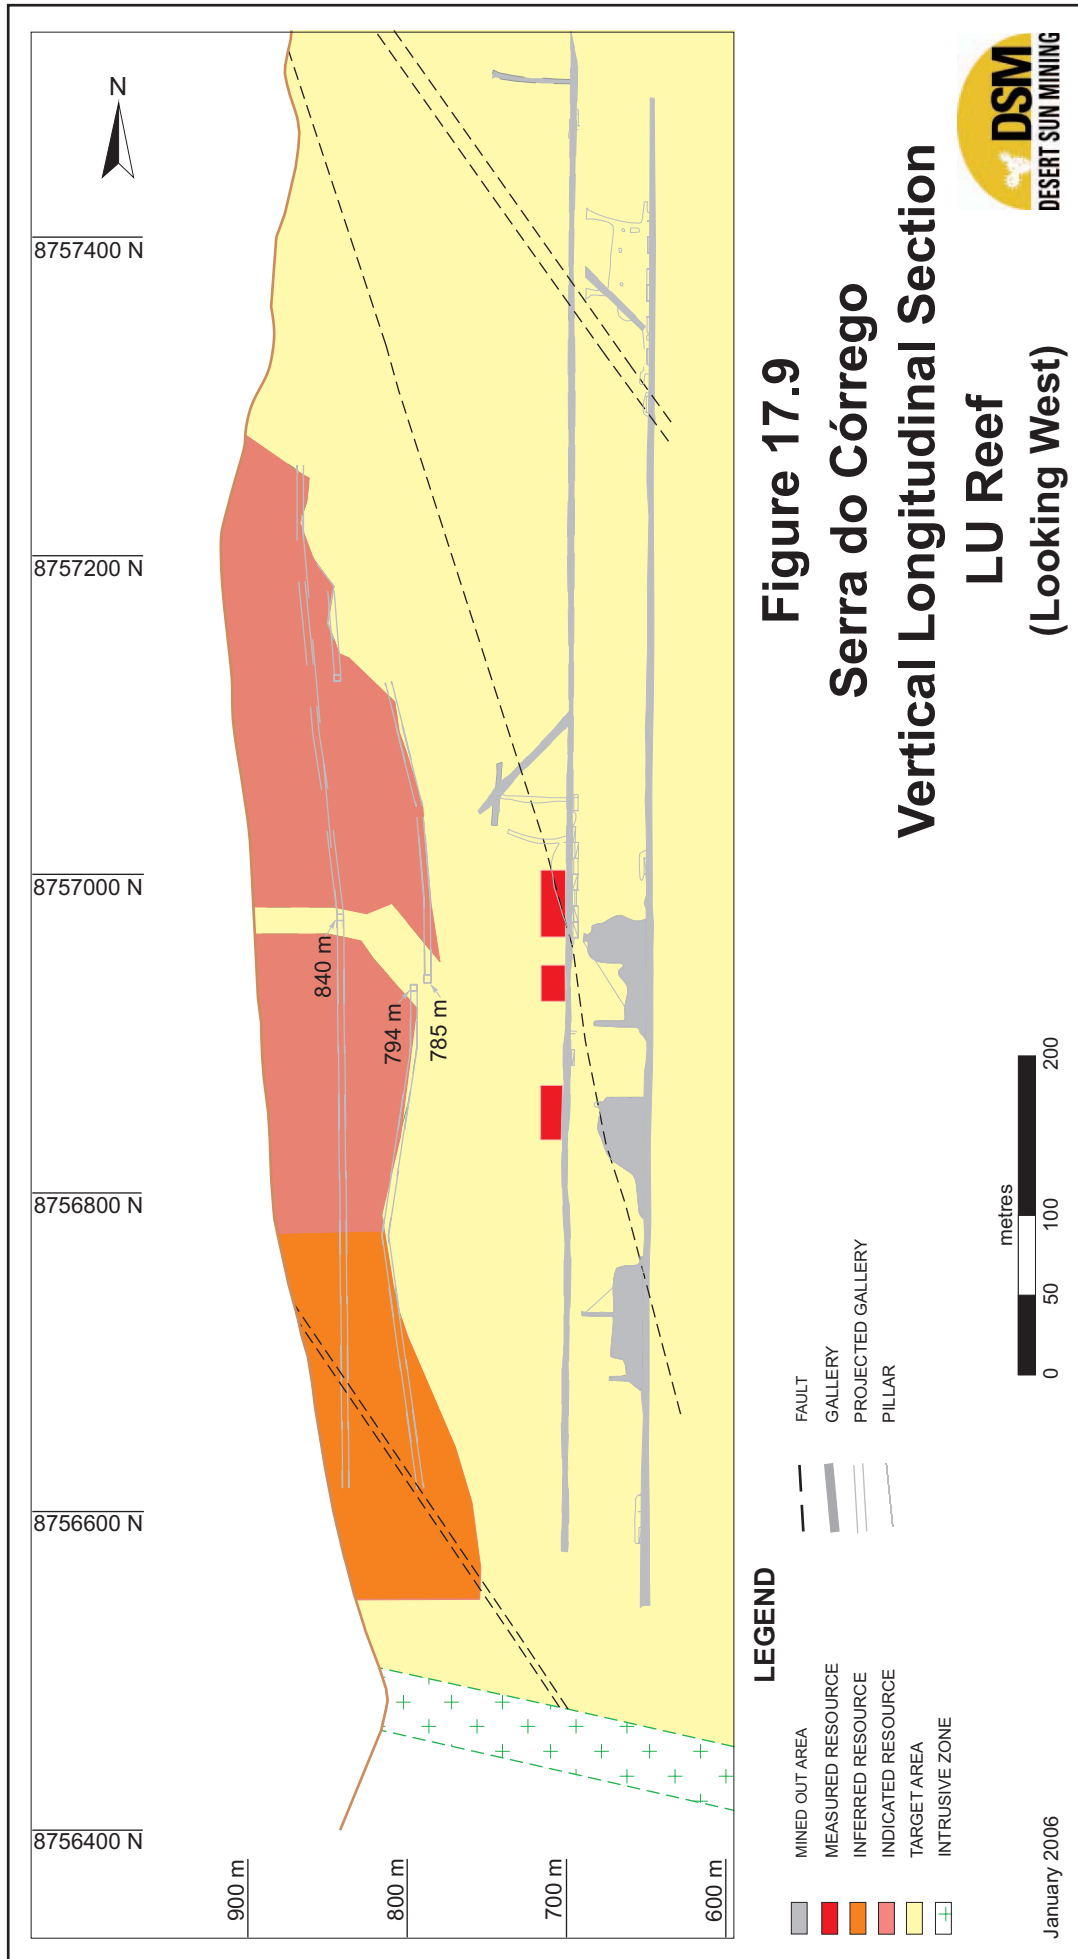 N
8756400 N
8756600 N
8756800 N
8757000 N
8757200 N
8757400 N
900 m
800 m
700 m
600 m
840 m
794 m
785 m
LEGEND
MINED OUT AREA
MEASURED RESOURCE
INFERRED RESOURCE
INDICATED RESOURCE
TARGET AREA
INTRUSIVE ZONE
FAULT
GALLERY
PROJECTED GALLERY
PILLAR
metres
0 50 100 200
Figure 17.9
Serra do Córrego
Vertical Longitudinal Section
LU Reef
(Looking West)
DSM
DESERT SUN MINING
January 2006